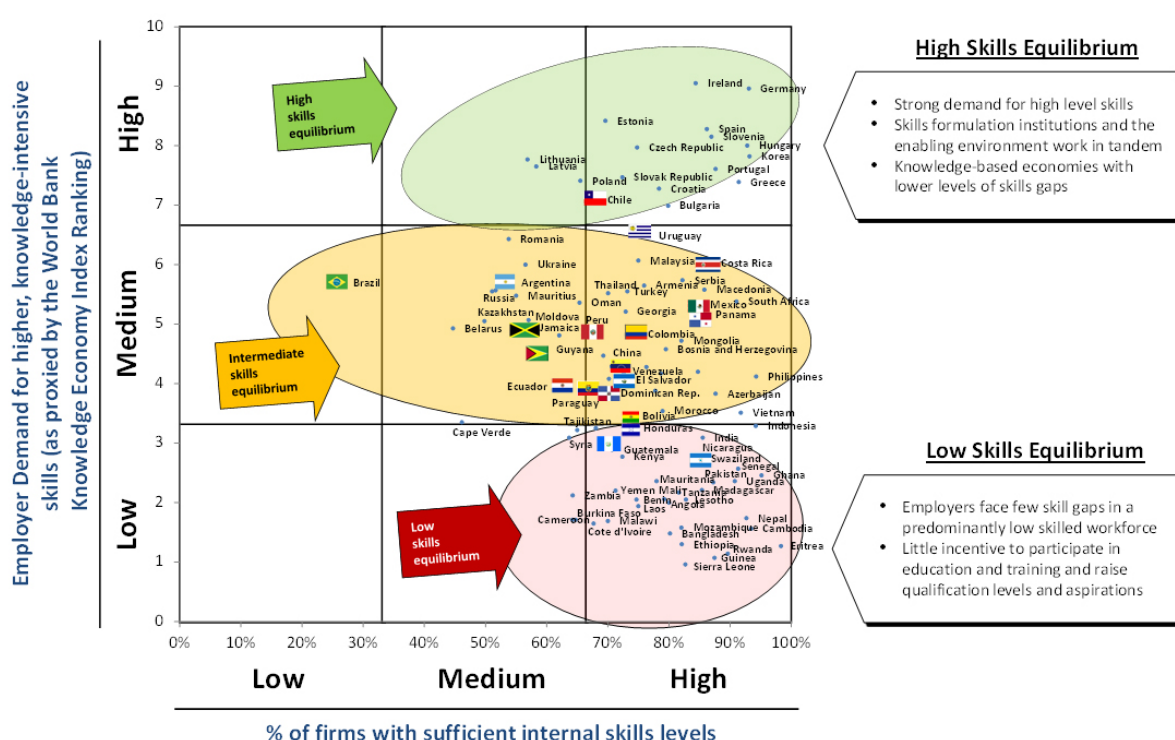 Employer Demand for higher, knowledge-intensive
skills (as proxied by the World Bank
Knowledge Economy Index Ranking)
High
Medium
Low
10
9
8
7
6
5
4
3
2
1
0
High
skills
equilibrium
Intermediate
skills
equilibrium
Low
skills
equilibrium
Ireland
Germany
Estonia
Spain
Slovenia
Czech Republic
Hungary
Lithuania
Korea
Latvia
Portugal
Slovak Republic
Poland
Greece
Croatia
Chile
Bulgaria
Uruguay
Romania
Ukraine
Malaysia
Costa Rica
Brazil
Argentina
Serbia
Thailand
Armenia
Macedonia
Russia
Mauritius
Turkey
Oman
South Africa
Mexico
Kazakhstan
Georgia
Panama
Moldova
Peru
Belarus
Jamaica
Colombia
Mongolia
Guyana
China
Bosnia and Herzegovina
Venezuela
Philippines
Ecuador
El Salvador
Dominican Rep.
Azerbaijan
Paraguay
Morocco
Vietnam
Bolivia
Tajikistan
Honduras
Indonesia
Cape Verde
Syria
India
Guatemala
Nicaragua
Kenya
Swaziland
Senegal
Pakistan
Ghana
Mauritania
Uganda
Yemen
Mali
Tanzania
Madagascar
Zambia
Benin
Lesotho
Laos
Angola
Burkina Faso
Cameroon
Malawi
Nepal
Cote d'Ivoire
Mozambique
Cambodia
Bangladesh
Ethiopia
Rwanda
Eritrea
Guinea
Sierra Leone
0%
10%
20%
30%
40%
50%
60%
70%
80%
90%
100%
Low
Medium
High
% of firms with sufficient internal skills levels
High Skills Equilibrium
• Strong demand for high level skills
• Skills formulation institutions and the
enabling environment work in tandem
• Knowledge-based economies with
lower levels of skills gaps
Low Skills Equilibrium
• Employers face few skill gaps in a
predominantly low skilled workforce
• Little incentive to participate in
education and training and raise
qualification levels and aspirations